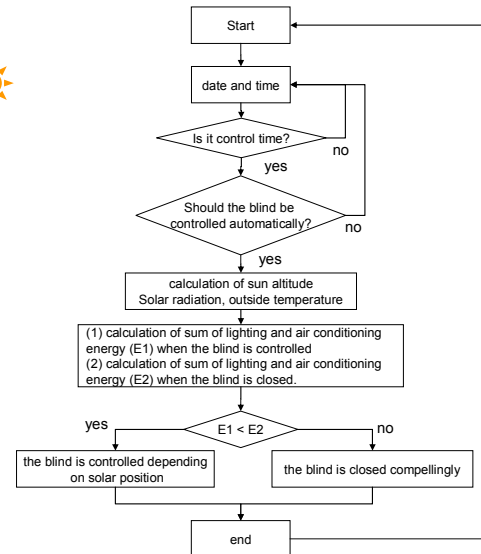 Start
date and time
Is it control time?
no
yes
Should the blind be
controlled automatically?
no
yes
calculation of sun altitude
Solar radiation, outside temperature
(1) calculation of sum of lighting and air conditioning
energy (E1) when the blind is controlled
(2) calculation of sum of lighting and air conditioning
energy (E2) when the blind is closed.
yes
E1 < E2
no
the blind is controlled depending
on solar position
the blind is closed compellingly
end